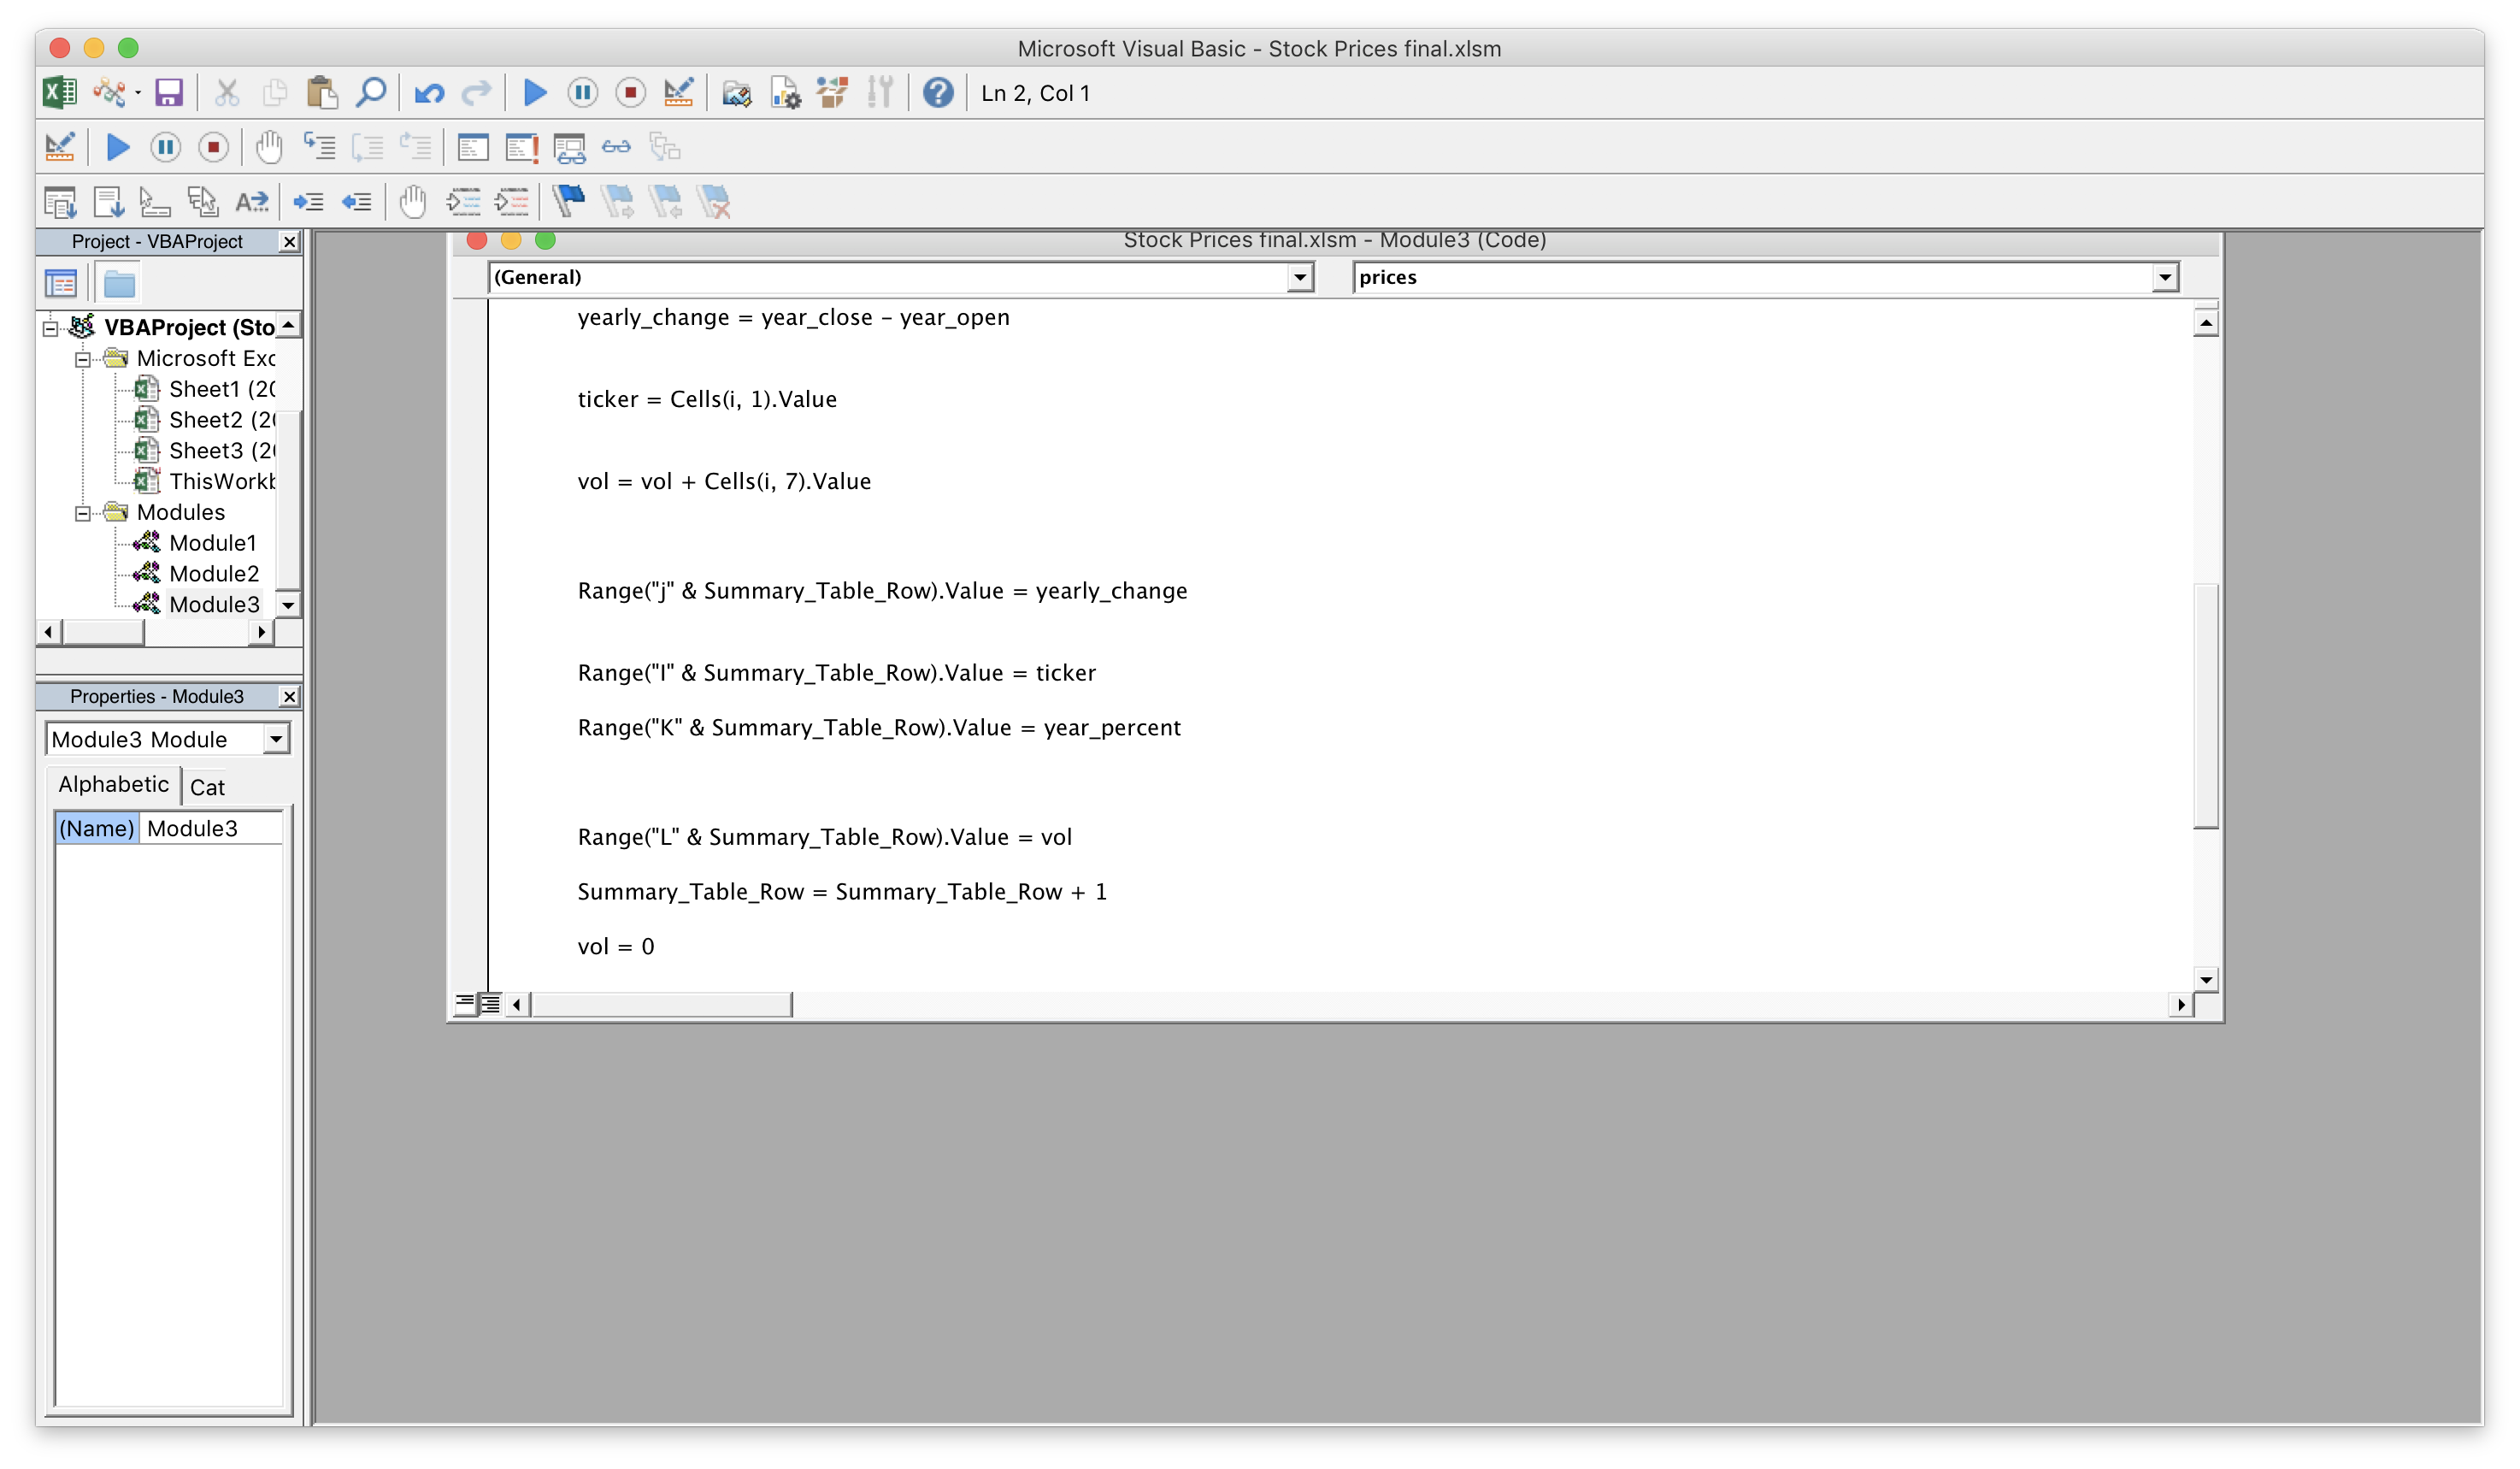 Microsoft Visual Basic - Stock Prices final.xlsm
Ln 2, Col 1
Project - VBAProject
VBAProject (Sto
Microsoft Exc
Sheet1 (20
Sheet2 (20
Sheet3 (20
ThisWorkb
Modules
Module1
Module2
Module3
Properties - Module3
Module3 Module
Alphabetic Cat
(Name) Module3
Stock Prices final.xlsm - Module3 (Code)
(General) prices
yearly_change = year_close - year_open
ticker = Cells(i, 1).Value
vol = vol + Cells(i, 7).Value
Range("j" & Summary_Table_Row).Value = yearly_change
Range("I" & Summary_Table_Row).Value = ticker
Range("K" & Summary_Table_Row).Value = year_percent
Range("L" & Summary_Table_Row).Value = vol
Summary_Table_Row = Summary_Table_Row + 1
vol = 0